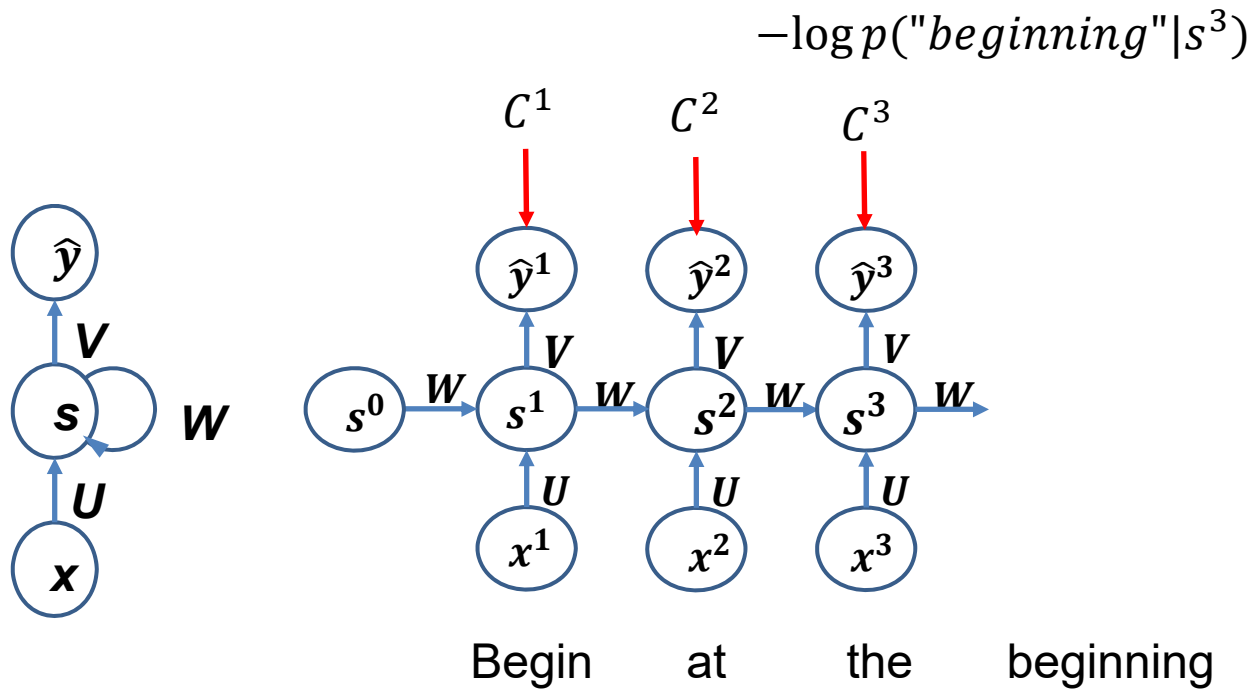 −log p("beginning"|s³)
C¹ C² C³
ŷ ŷ¹ ŷ² ŷ³
V V V V
s W s⁰ W s¹ W s² W s³ W
U U U U
x x¹ x² x³
Begin at the beginning